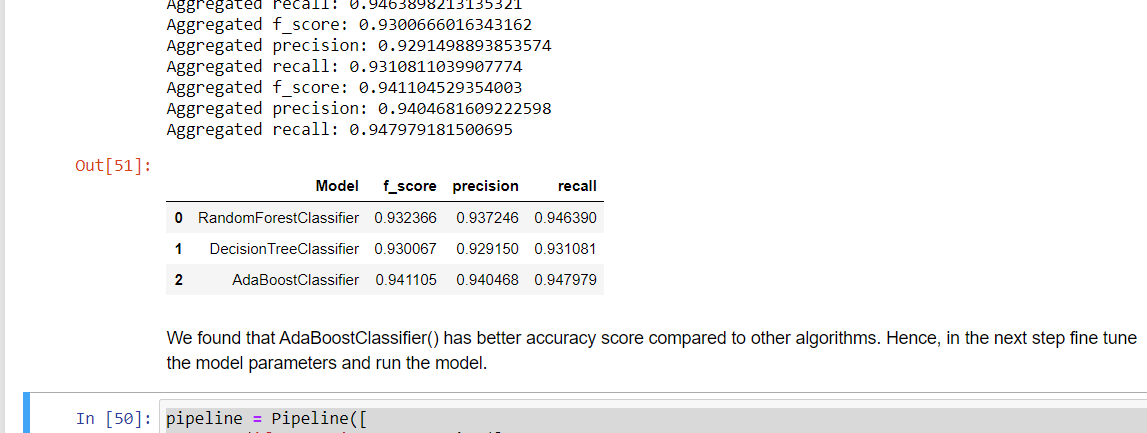 Aggregated recall: 0.9463898213135321
Aggregated f_score: 0.9300666016343162
Aggregated precision: 0.9291498893853574
Aggregated recall: 0.9310811039907774
Aggregated f_score: 0.941104529354003
Aggregated precision: 0.9404681609222598
Aggregated recall: 0.947979181500695
Out[51]:
Model f_score precision recall
0 RandomForestClassifier 0.932366 0.937246 0.946390
1 DecisionTreeClassifier 0.930067 0.929150 0.931081
2 AdaBoostClassifier 0.941105 0.940468 0.947979
We found that AdaBoostClassifier() has better accuracy score compared to other algorithms. Hence, in the next step fine tune
the model parameters and run the model.
In [50]: pipeline = Pipeline([